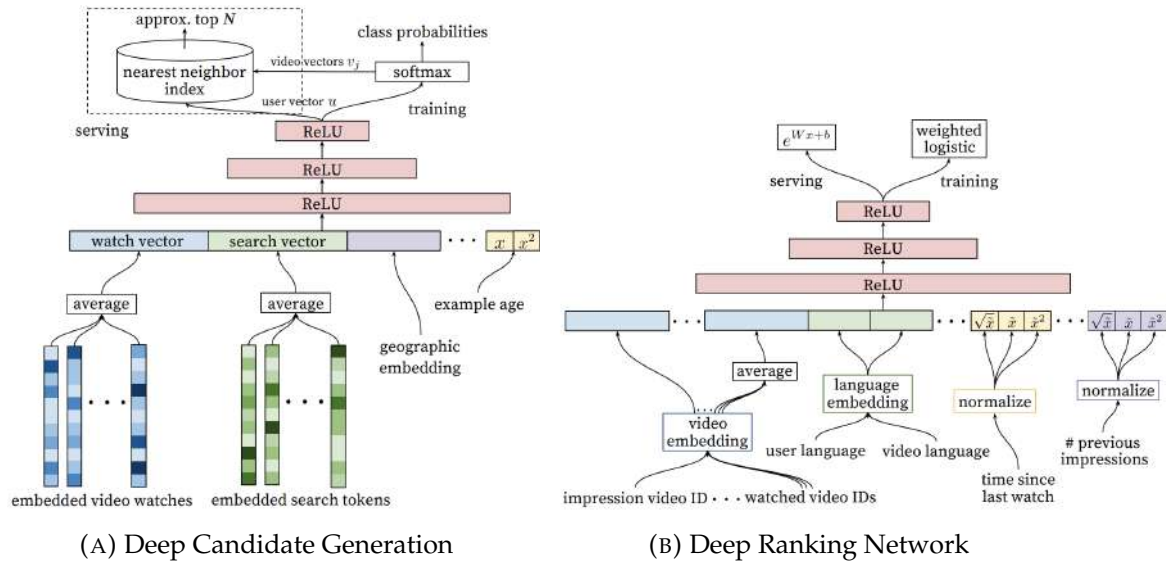 approx. top N
class probabilities
nearest neighbor
index
video vectors v_j
softmax
user vector u
serving
training
ReLU
ReLU
ReLU
watch vector
search vector
• • •
x
x²
average
average
example age
geographic
embedding
• • •
• • •
embedded video watches
embedded search tokens
(A) Deep Candidate Generation
e^{Wx+b}
weighted
logistic
serving
training
ReLU
ReLU
ReLU
• • •
• • •
√x̃
x̃
x̃²
• • •
√x̃
x̃
x̃²
average
language
embedding
normalize
normalize
video
embedding
user language
video language
# previous
impressions
impression video ID • • • watched video IDs
time since
last watch
(B) Deep Ranking Network